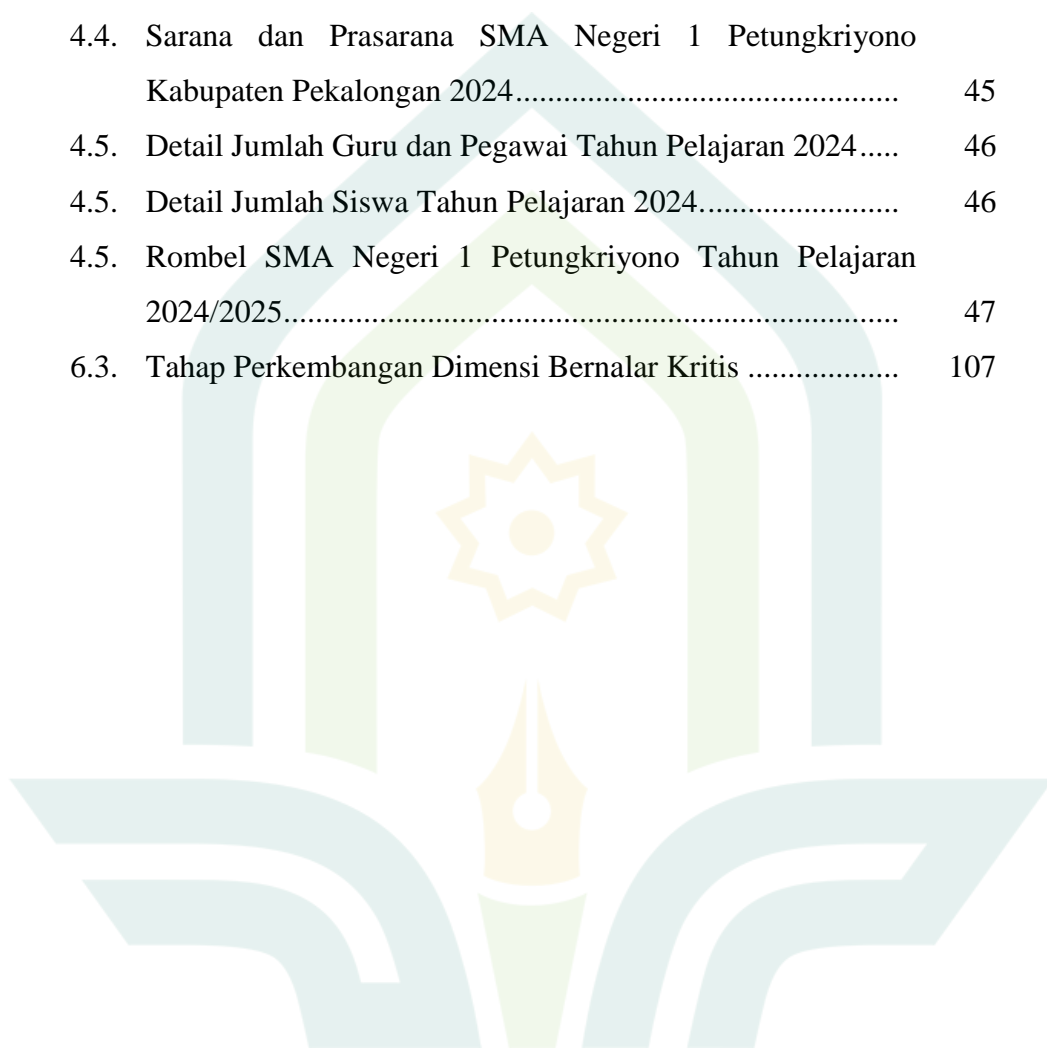 4.4. Sarana dan Prasarana SMA Negeri 1 Petungkriyono
Kabupaten Pekalongan 2024................................................ 45
4.5. Detail Jumlah Guru dan Pegawai Tahun Pelajaran 2024..... 46
4.5. Detail Jumlah Siswa Tahun Pelajaran 2024........................ 46
4.5. Rombel SMA Negeri 1 Petungkriyono Tahun Pelajaran
2024/2025............................................................................. 47
6.3. Tahap Perkembangan Dimensi Bernalar Kritis ................... 107